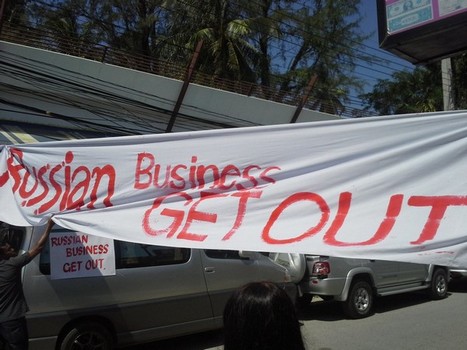 Russian Business
GET OUT
RUSSIAN
BUSINESS
GET OUT.